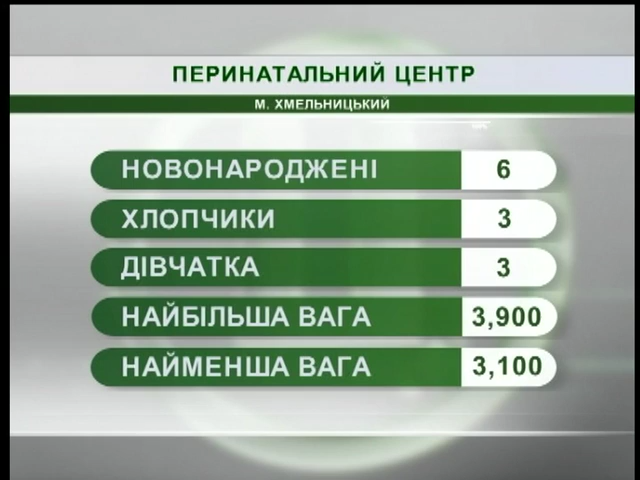 ПЕРИНАТАЛЬНИЙ ЦЕНТР
М. ХМЕЛЬНИЦЬКИЙ
НОВОНАРОДЖЕНІ 6
ХЛОПЧИКИ 3
ДІВЧАТКА 3
НАЙБІЛЬША ВАГА 3,900
НАЙМЕНША ВАГА 3,100